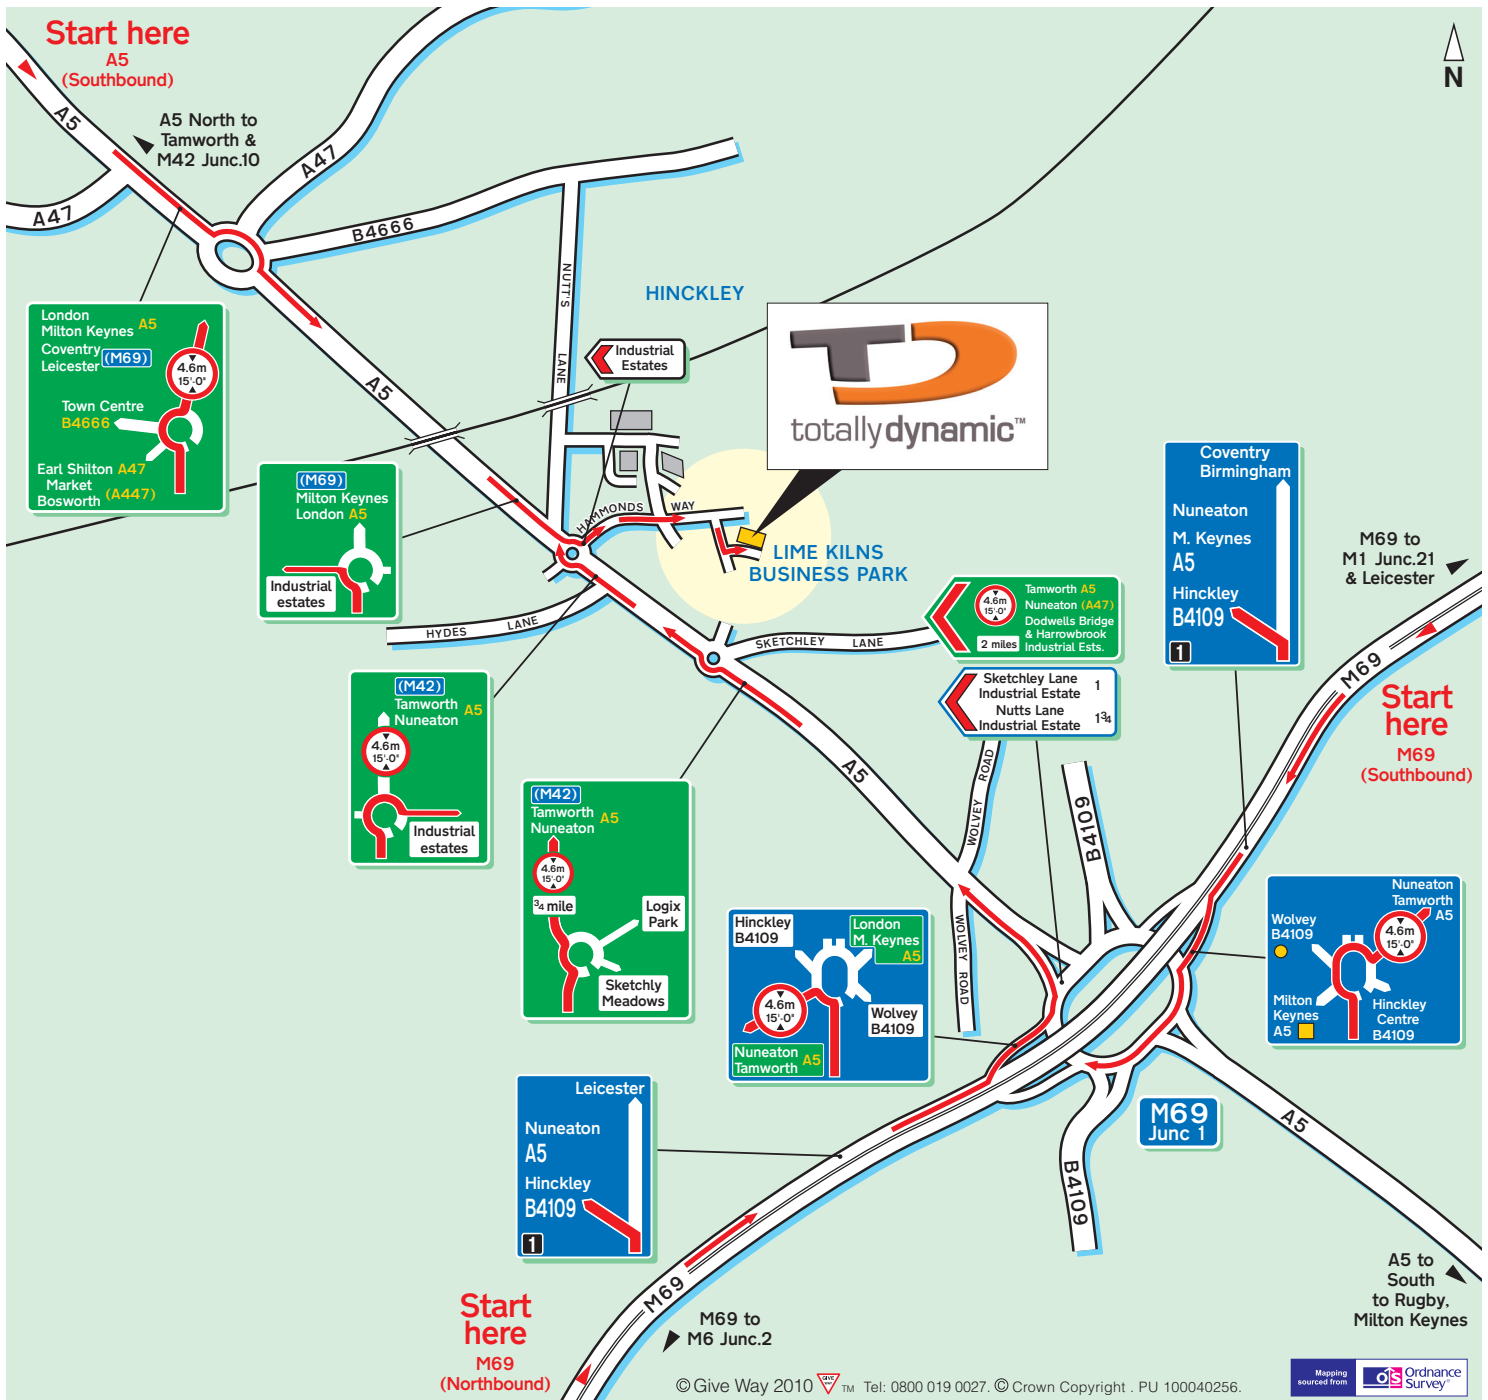 Start here
A5
(Southbound)
A5
A5 North to
Tamworth &
M42 Junc.10
A47
A47
B4666
N
NUTT'S
LANE
HINCKLEY
Industrial
Estates
totallydynamic™
A5
London
Milton Keynes A5
Coventry
Leicester (M69)
4.6m
15'-0"
Town Centre
B4666
Earl Shilton A47
Market
Bosworth (A447)
(M69)
Milton Keynes
London A5
Industrial
estates
HAMMONDS WAY
LIME KILNS
BUSINESS PARK
HYDES LANE
SKETCHLEY LANE
4.6m
15'-0"
2 miles
Tamworth A5
Nuneaton (A47)
Dodwells Bridge
& Harrowbrook
Industrial Ests.
Sketchley Lane
Industrial Estate 1
Nutts Lane
Industrial Estate 1¾
Coventry
Birmingham
Nuneaton
M. Keynes
A5
Hinckley
B4109
1
M69 to
M1 Junc.21
& Leicester
M69
Start
here
M69
(Southbound)
(M42)
Tamworth
Nuneaton A5
4.6m
15'-0"
Industrial
estates
(M42)
Tamworth
Nuneaton A5
4.6m
15'-0"
¾ mile
Logix
Park
Sketchly
Meadows
A5
WOLVEY ROAD
WOLVEY ROAD
B4109
Hinckley
B4109
London
M. Keynes
A5
4.6m
15'-0"
Wolvey
B4109
Nuneaton
Tamworth A5
Nuneaton
Tamworth
A5
Wolvey
B4109
4.6m
15'-0"
Milton
Keynes
A5
Hinckley
Centre
B4109
Leicester
Nuneaton
A5
Hinckley
B4109
1
M69
Junc 1
A5
B4109
M69
Start
here
M69
(Northbound)
M69 to
M6 Junc.2
A5 to
South
to Rugby,
Milton Keynes
© Give Way 2010 GIVE WAY TM Tel: 0800 019 0027. © Crown Copyright . PU 100040256.
Mapping
sourced from
OS Ordnance
Survey®